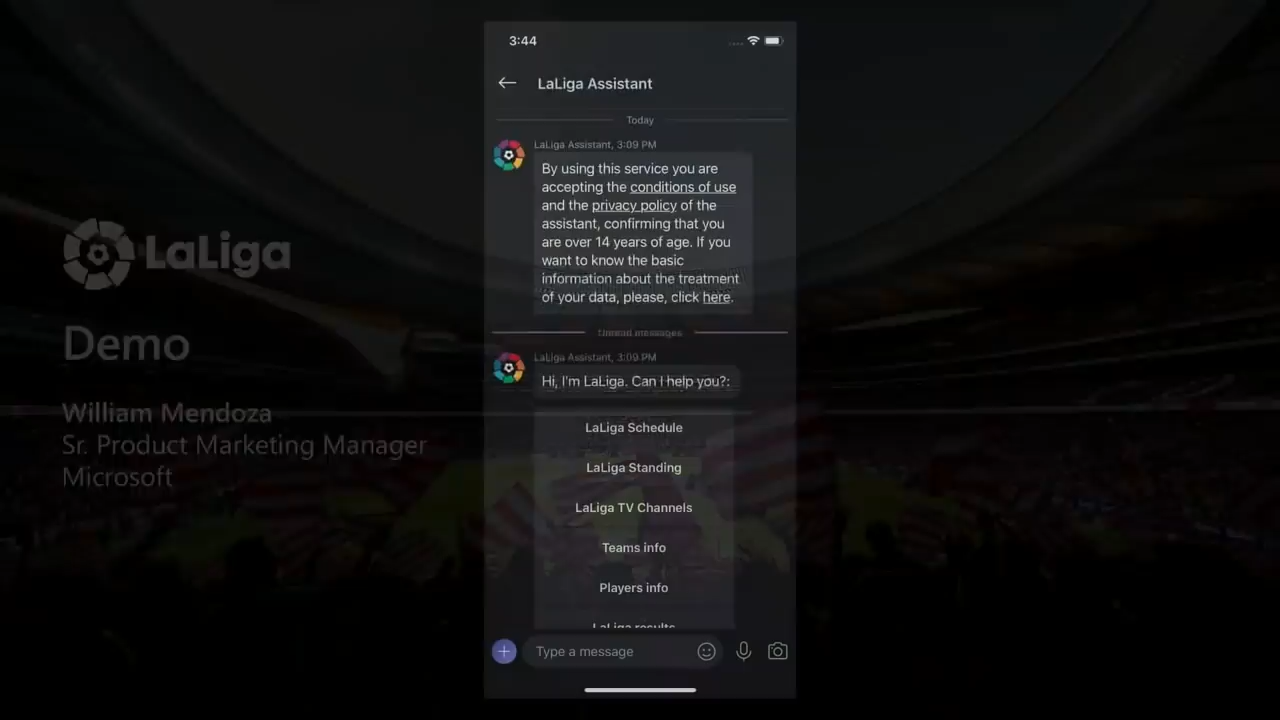 LaLiga
Demo
William Mendoza
Sr. Product Marketing Manager
Microsoft
3:44
LaLiga Assistant
Today
LaLiga Assistant, 3:09 PM
By using this service you are
accepting the conditions of use
and the privacy policy of the
assistant, confirming that you
are over 14 years of age. If you
want to know the basic
information about the treatment
of your data, please, click here.
Unread messages
LaLiga Assistant, 3:09 PM
Hi, I'm LaLiga. Can I help you?:
LaLiga Schedule
LaLiga Standing
LaLiga TV Channels
Teams info
Players info
LaLiga results
Type a message